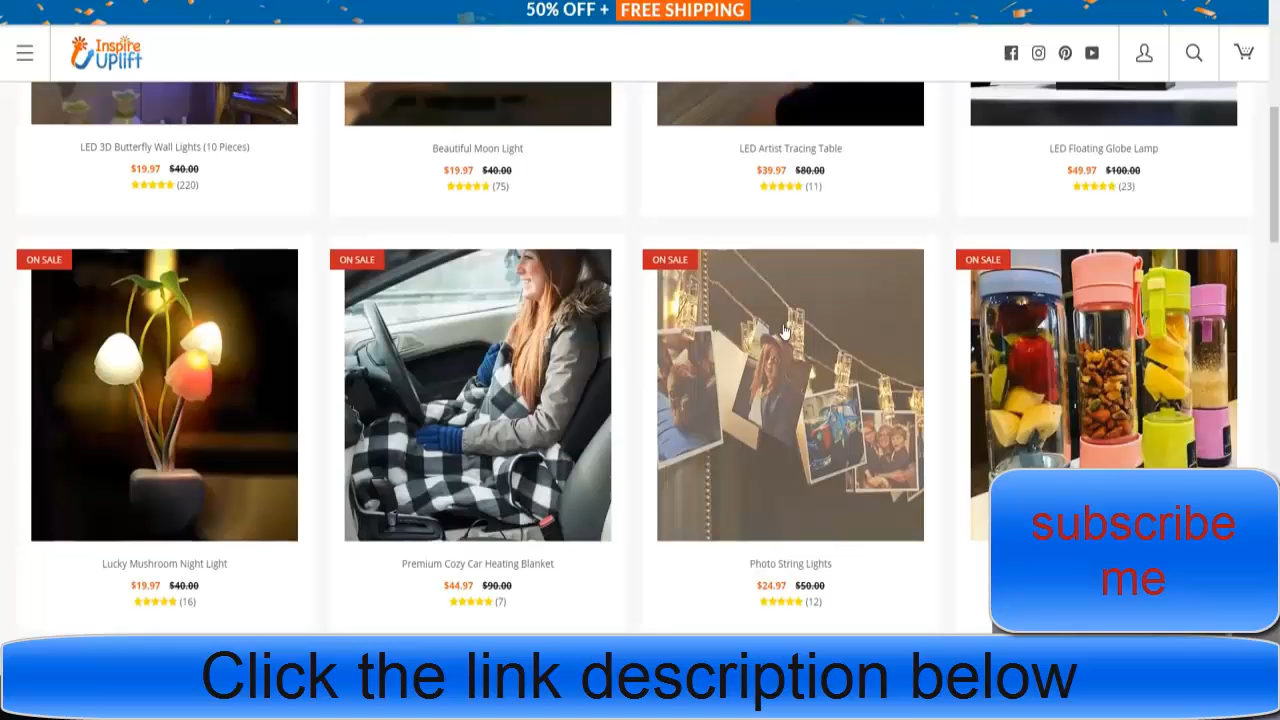 50% OFF + FREE SHIPPING
Inspire Uplift
LED 3D Butterfly Wall Lights (10 Pieces)
$19.97 $40.00
(220)
Beautiful Moon Light
$19.97 $40.00
(75)
LED Artist Tracing Table
$39.97 $80.00
(11)
LED Floating Globe Lamp
$49.97 $100.00
(23)
ON SALE
ON SALE
ON SALE
ON SALE
Lucky Mushroom Night Light
$19.97 $40.00
(16)
Premium Cozy Car Heating Blanket
$44.97 $90.00
(7)
Photo String Lights
$24.97 $50.00
(12)
subscribe
me
Click the link description below